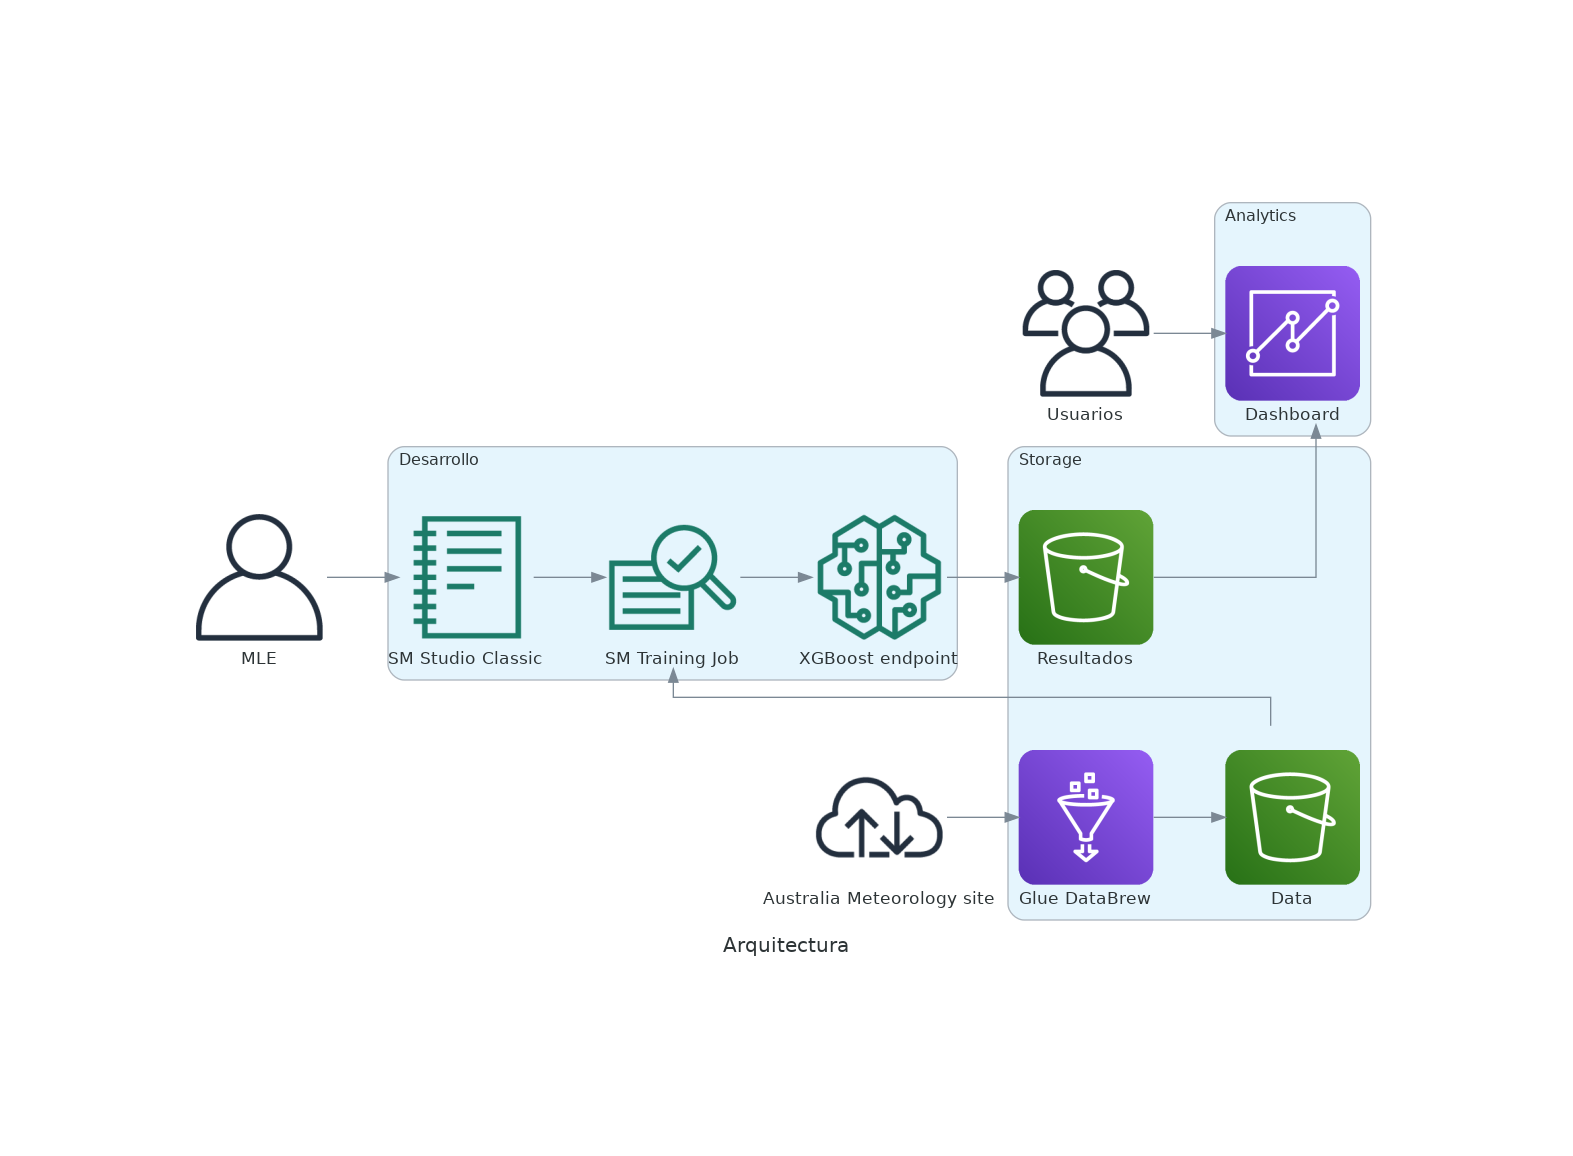 Analytics
Usuarios
Dashboard
Desarrollo
Storage
MLE
SM Studio Classic
SM Training Job
XGBoost endpoint
Resultados
Australia Meteorology site
Glue DataBrew
Data
Arquitectura